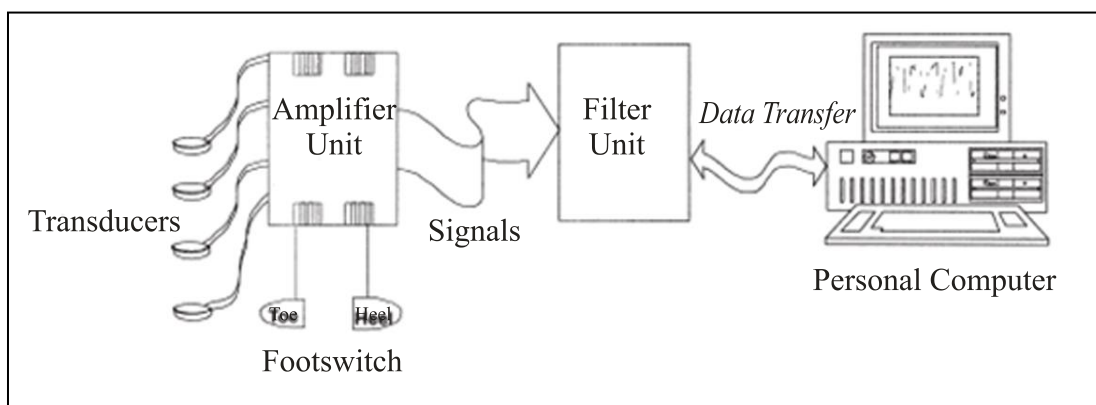 Amplifier
Unit
Filter
Unit
Data Transfer
Transducers
Signals
Toe
Heel
Footswitch
Personal Computer